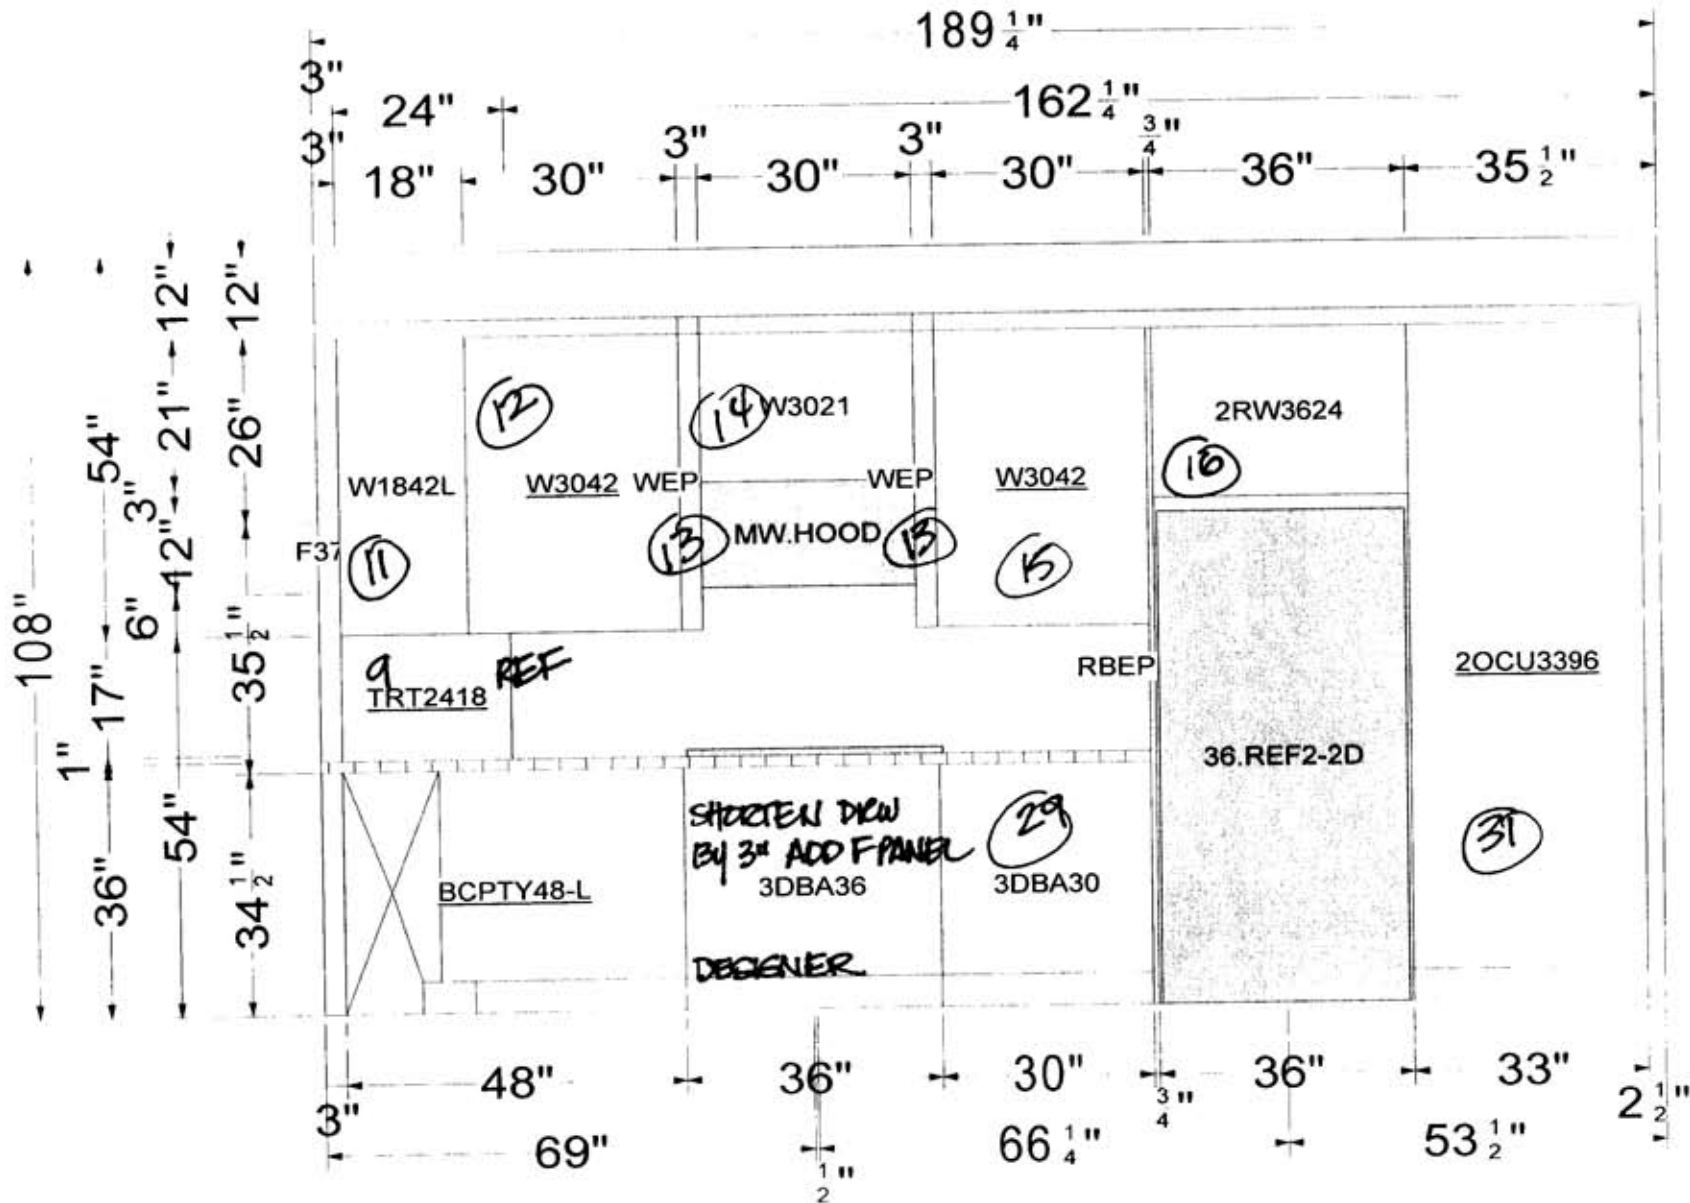 189 1/4"
3"
24"
162 1/4"
3"
18"
30"
3"
30"
3"
30"
3/4"
36"
35 1/2"
12"
12"
21"
26"
54"
3"
12"
108"
6"
35 1/2"
17"
1"
54"
36"
34 1/2"
12
14
W3021
2RW3624
16
W1842L
W3042
WEP
WEP
W3042
F37
11
13
MW.HOOD
13
15
9
REF
TRT2418
RBEP
2OCU3396
36.REF2-2D
SHORTEN DRW
BY 3" ADD F PANEL
29
31
BCPTY48-L
3DBA36
3DBA30
DESIGNER
3"
48"
36"
30"
3/4"
36"
33"
2 1/2"
69"
1/2"
66 1/4"
53 1/2"